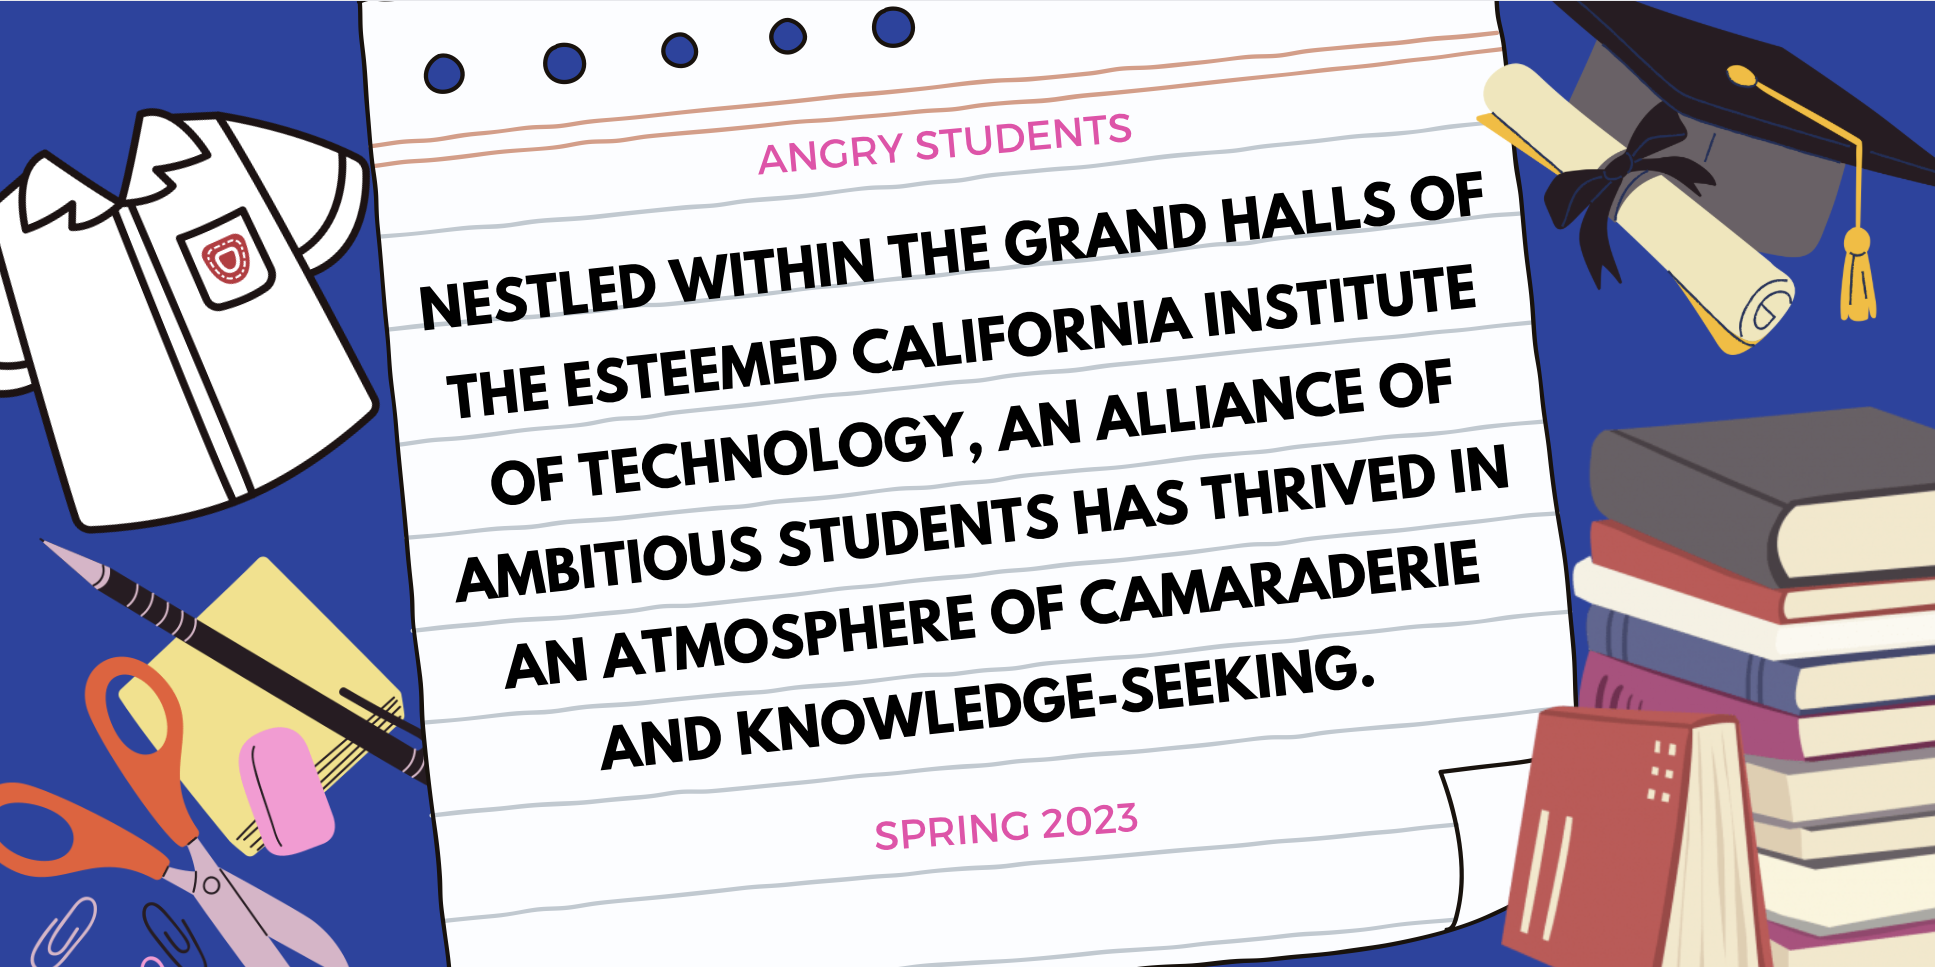 ANGRY STUDENTS
NESTLED WITHIN THE GRAND HALLS OF
THE ESTEEMED CALIFORNIA INSTITUTE
OF TECHNOLOGY, AN ALLIANCE OF
AMBITIOUS STUDENTS HAS THRIVED IN
AN ATMOSPHERE OF CAMARADERIE
AND KNOWLEDGE-SEEKING.
SPRING 2023